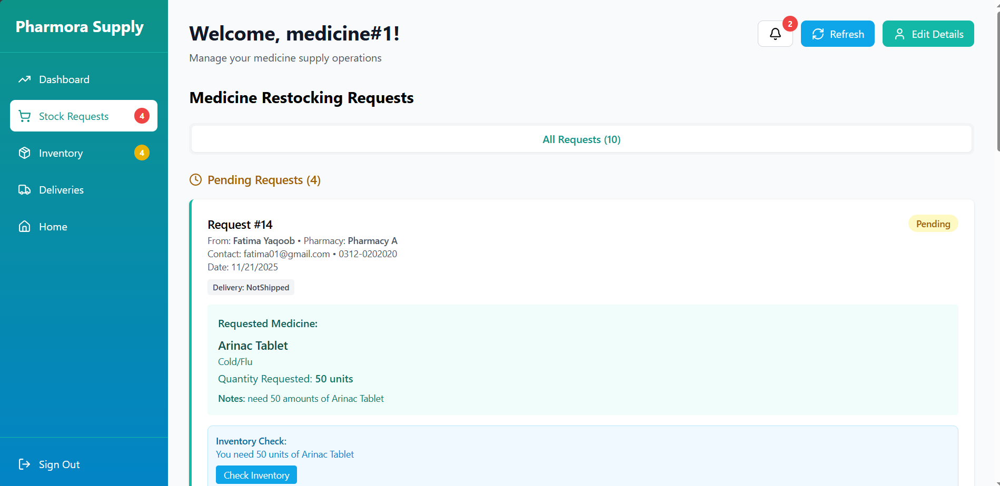 Pharmora Supply
Dashboard
Stock Requests 4
Inventory 4
Deliveries
Home
Sign Out
Welcome, medicine#1!
Manage your medicine supply operations
2
Refresh
Edit Details
Medicine Restocking Requests
All Requests (10)
Pending Requests (4)
Request #14
Pending
From: Fatima Yaqoob • Pharmacy: Pharmacy A
Contact: fatima01@gmail.com • 0312-0202020
Date: 11/21/2025
Delivery: NotShipped
Requested Medicine:
Arinac Tablet
Cold/Flu
Quantity Requested: 50 units
Notes: need 50 amounts of Arinac Tablet
Inventory Check:
You need 50 units of Arinac Tablet
Check Inventory